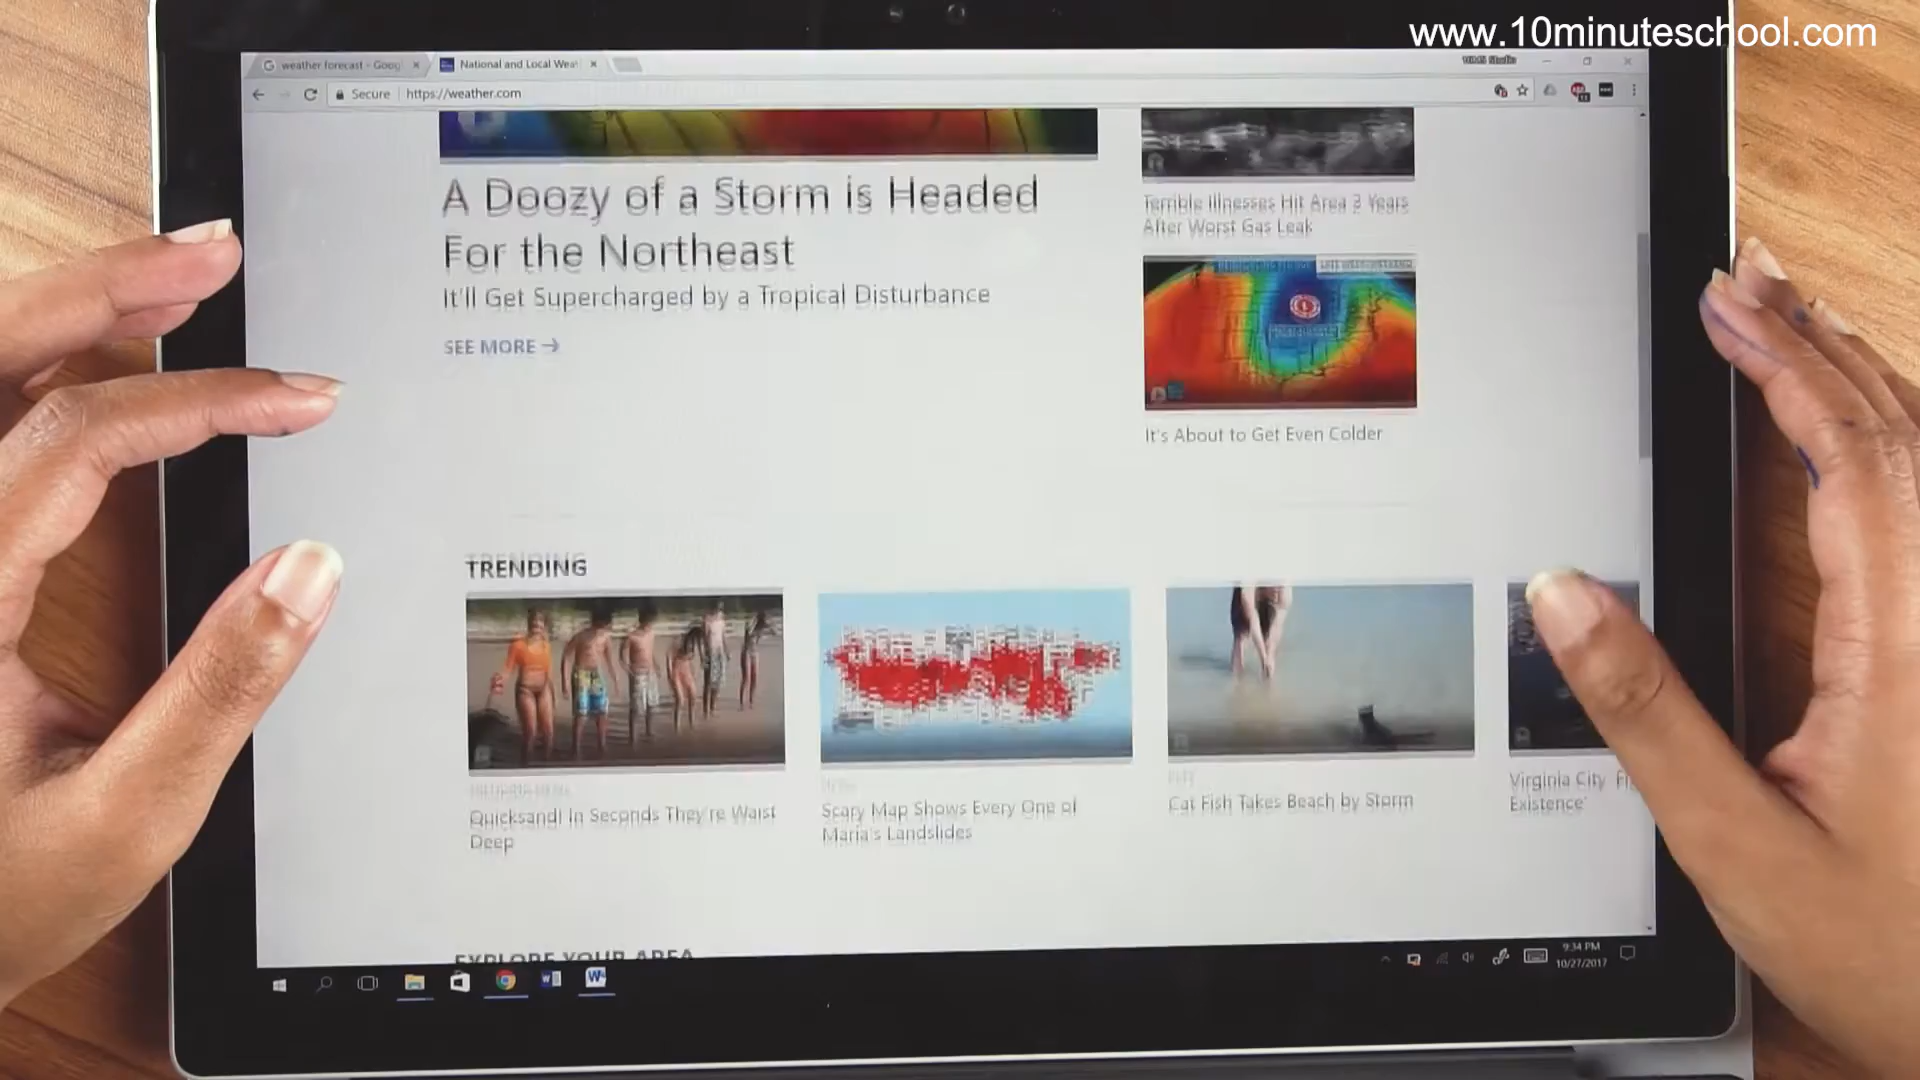 www.10minuteschool.com
weather forecast - Goog
National and Local Wea
Secure
https://weather.com
A Doozy of a Storm is Headed
For the Northeast
It'll Get Supercharged by a Tropical Disturbance
SEE MORE
Terrible Illnesses Hit Area 2 Years
After Worst Gas Leak
It's About to Get Even Colder
TRENDING
Quicksand! In Seconds They're Waist
Deep
Scary Map Shows Every One of
Maria's Landslides
Cat Fish Takes Beach by Storm
Virginia City
Existence'
EXPLORE YOUR AREA
9:34 PM
10/27/2017